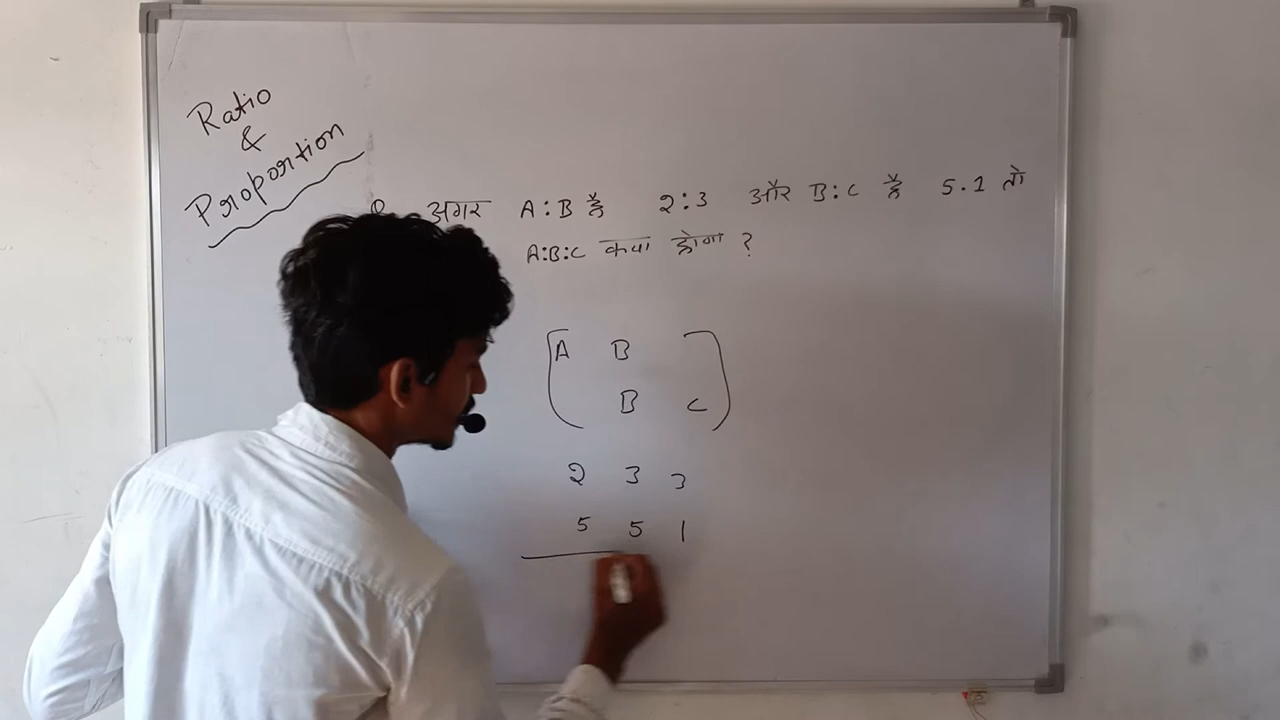 Ratio
&
Proportion
Q अगर A:B है 2:3 और B:C है 5.1 तो
A:B:C क्या होगा ?
A B
B C
2 3 3
5 5 1